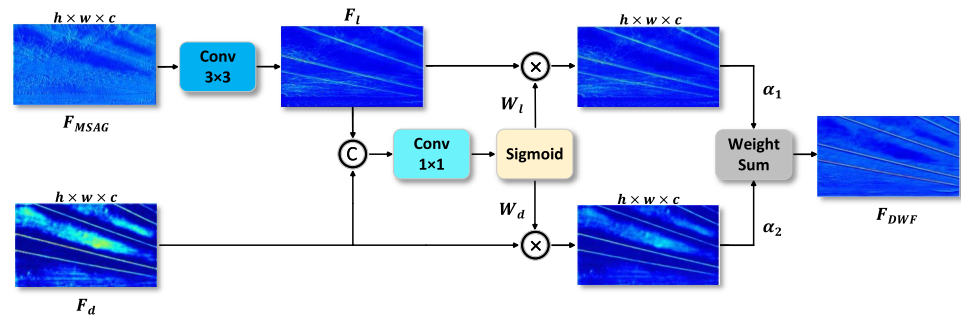 h × w × c
F_MSAG
Conv
3×3
F_l
h × w × c
W_l
α_1
C
Conv
1×1
Sigmoid
Weight
Sum
F_DWF
W_d
α_2
h × w × c
F_d
h × w × c